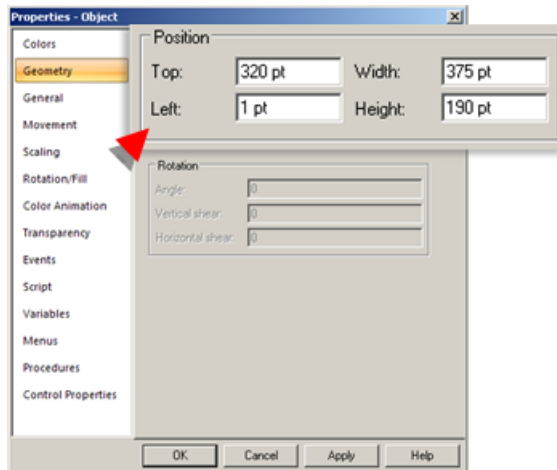 Properties - Object
Colors
Geometry
General
Movement
Scaling
Rotation/Fill
Color Animation
Transparency
Events
Script
Variables
Menus
Procedures
Control Properties
Position
Top: 320 pt Width: 375 pt
Left: 1 pt Height: 190 pt
Rotation
Angle: 0
Vertical shear: 0
Horizontal shear: 0
OK Cancel Apply Help